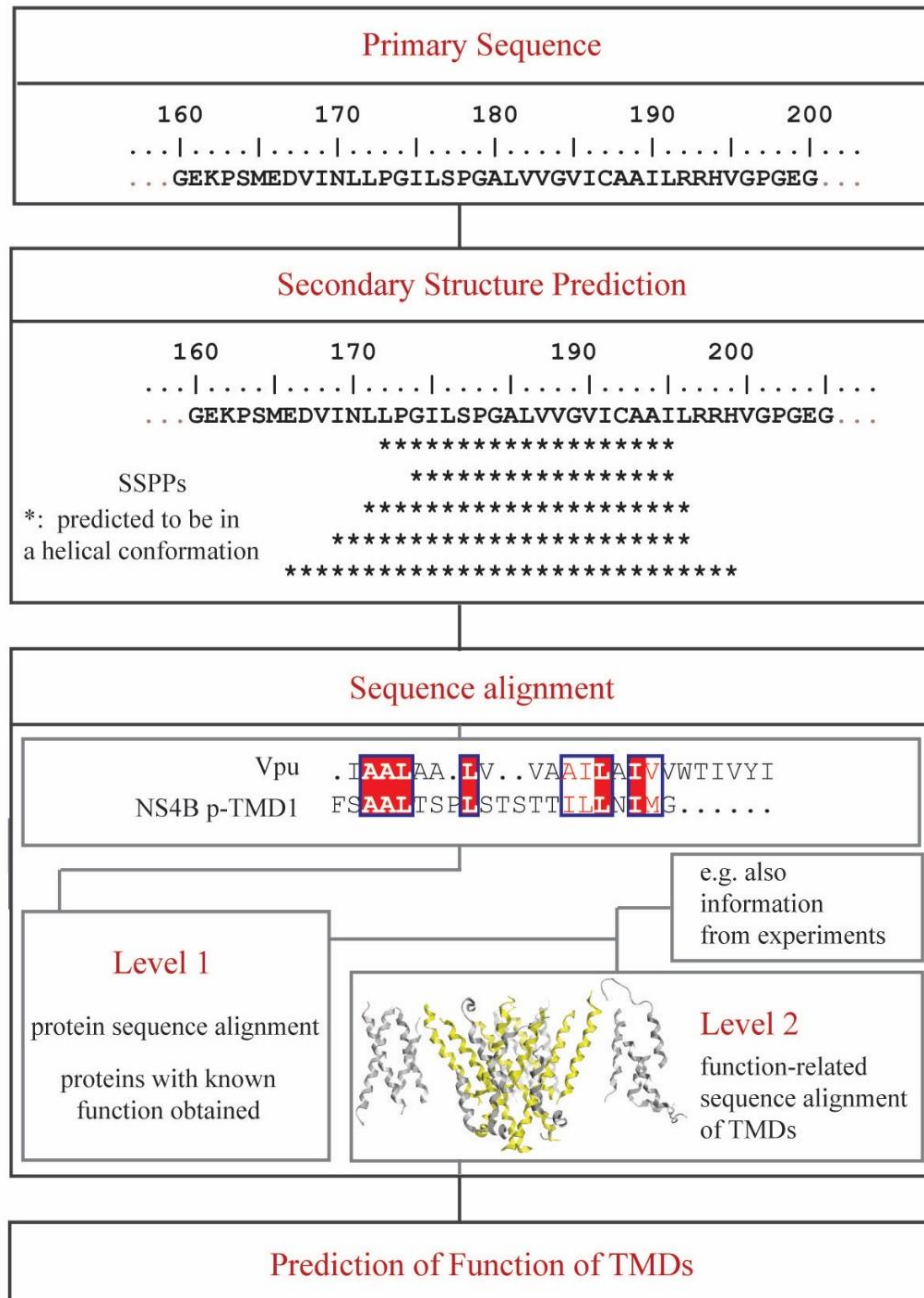 Primary Sequence
160 170 180 190 200
...|....|....|....|....|....|....|....|....|...
...GEKPSMEDVINLLPGILSPGALVVGVICAAILRRHVGPGEG...
Secondary Structure Prediction
160 170 190 200
...|....|....|....|....|....|....|....|....|...
...GEKPSMEDVINLLPGILSPGALVVGVICAAILRRHVGPGEG...
*******************
*****************
*********************
***********************
*****************************
SSPPs
*: predicted to be in
a helical conformation
Sequence alignment
Vpu .IAALAA.LV..VAAILAIVVWTIVYI
NS4B p-TMD1 FSAALTSPLSTSTTILLNIMG......
e.g. also
information
from experiments
Level 1
protein sequence alignment
proteins with known
function obtained
Level 2
function-related
sequence alignment
of TMDs
Prediction of Function of TMDs